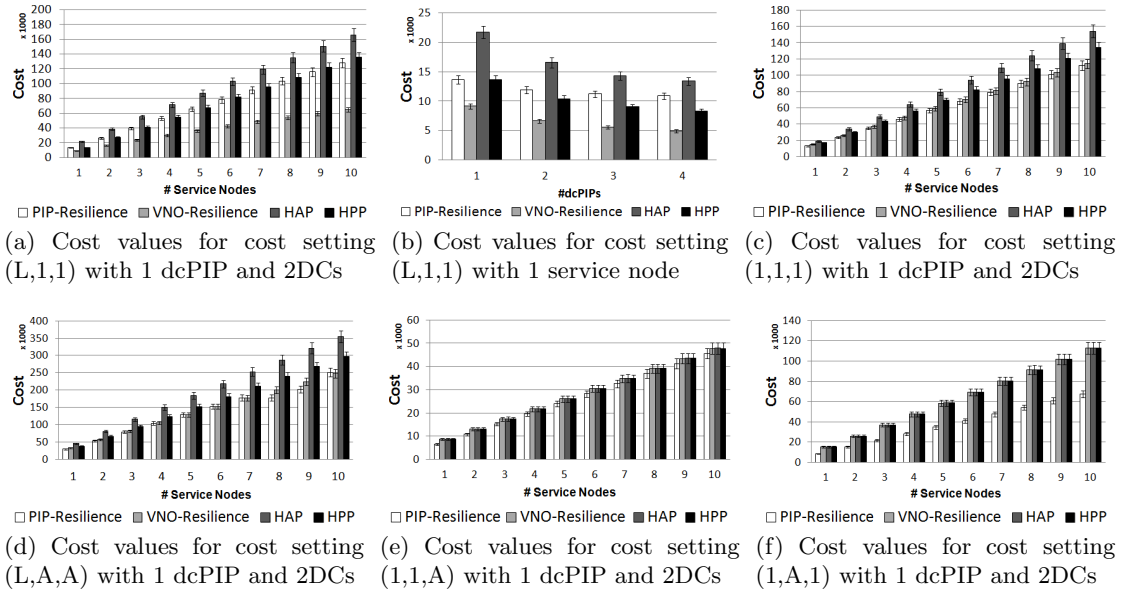 200
180
160
140
120
100
80
60
40
20
0
x 1000
Cost
1 2 3 4 5 6 7 8 9 10
# Service Nodes
PIP-Resilience VNO-Resilience HAP HPP
(a) Cost values for cost setting
(L,1,1) with 1 dcPIP and 2DCs
25
20
15
10
5
0
x 1000
Cost
1 2 3 4
#dcPIPs
PIP-Resilience VNO-Resilience HAP HPP
(b) Cost values for cost setting
(L,1,1) with 1 service node
180
160
140
120
100
80
60
40
20
0
x 1000
Cost
1 2 3 4 5 6 7 8 9 10
# Service Nodes
PIP-Resilience VNO-Resilience HAP HPP
(c) Cost values for cost setting
(1,1,1) with 1 dcPIP and 2DCs
400
350
300
250
200
150
100
50
0
x 1000
Cost
1 2 3 4 5 6 7 8 9 10
# Service Nodes
PIP-Resilience VNO-Resilience HAP HPP
(d) Cost values for cost setting
(L,A,A) with 1 dcPIP and 2DCs
60
50
40
30
20
10
0
x 1000
Cost
1 2 3 4 5 6 7 8 9 10
# Service Nodes
PIP-Resilience VNO-Resilience HAP HPP
(e) Cost values for cost setting
(1,1,A) with 1 dcPIP and 2DCs
140
120
100
80
60
40
20
0
x 1000
Cost
1 2 3 4 5 6 7 8 9 10
# Service Nodes
PIP-Resilience VNO-Resilience HAP HPP
(f) Cost values for cost setting
(1,A,1) with 1 dcPIP and 2DCs